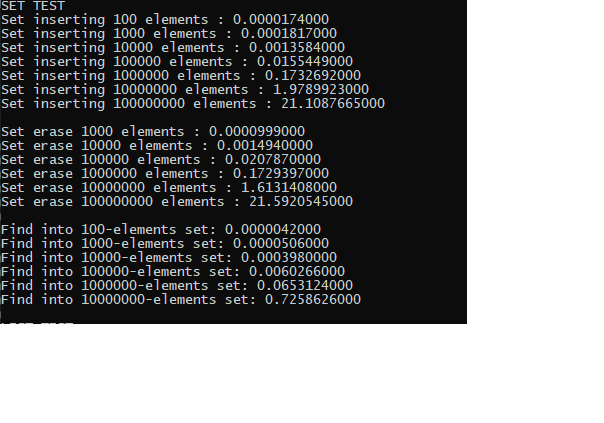 SET TEST
Set inserting 100 elements : 0.0000174000
Set inserting 1000 elements : 0.0001817000
Set inserting 10000 elements : 0.0013584000
Set inserting 100000 elements : 0.0155449000
Set inserting 1000000 elements : 0.1732692000
Set inserting 10000000 elements : 1.9789923000
Set inserting 100000000 elements : 21.1087665000
Set erase 1000 elements : 0.0000999000
Set erase 10000 elements : 0.0014940000
Set erase 100000 elements : 0.0207870000
Set erase 1000000 elements : 0.1729397000
Set erase 10000000 elements : 1.6131408000
Set erase 100000000 elements : 21.5920545000
Find into 100-elements set: 0.0000042000
Find into 1000-elements set: 0.0000506000
Find into 10000-elements set: 0.0003980000
Find into 100000-elements set: 0.0060266000
Find into 1000000-elements set: 0.0653124000
Find into 10000000-elements set: 0.7258626000